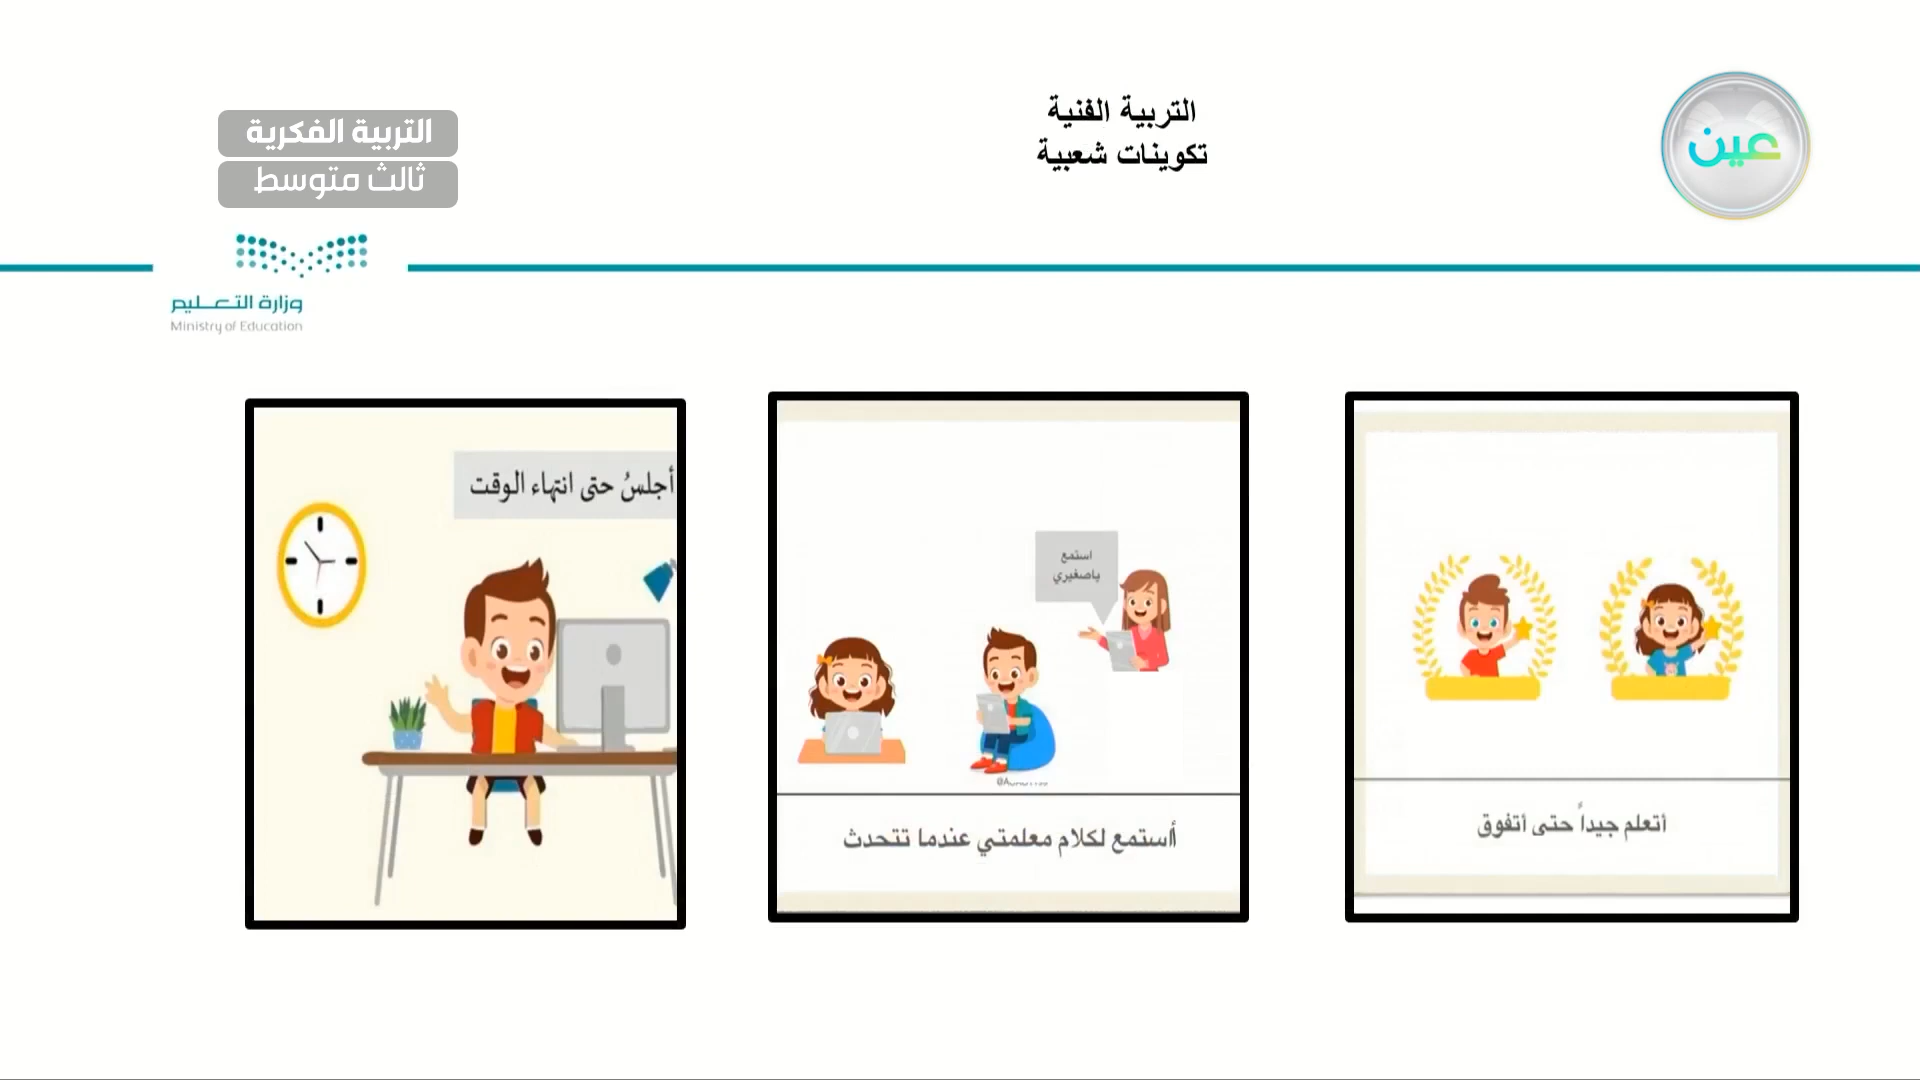 التربية الفنية
تكوينات شعبية
عين
التربية الفكرية
ثالث متوسط
وزارة التعليم
Ministry of Education
أتعلم جيداً حتى أتفوق
استمع
ياصغيري
أستمع لكلام معلمتي عندما تتحدث
أجلسُ حتى انتهاء الوقت